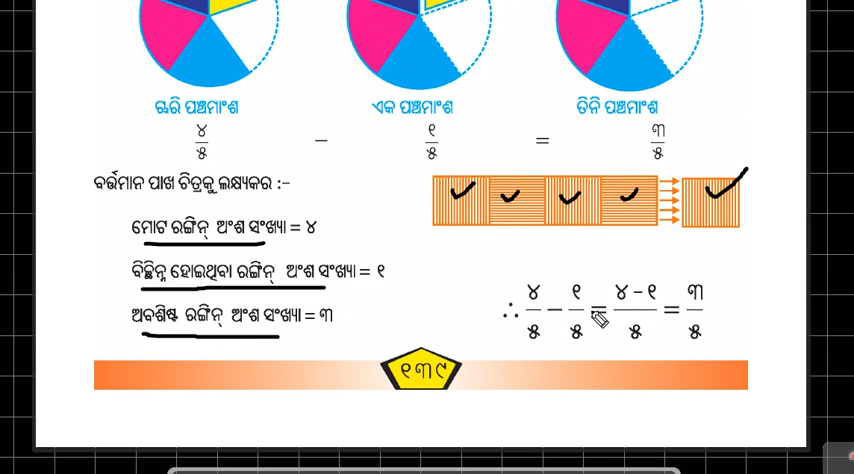 ଚାରି ପଞ୍ଚମାଂଶ ଏକ ପଞ୍ଚମାଂଶ ତିନି ପଞ୍ଚମାଂଶ
୪/୫ – ୧/୫ = ୩/୫
ବର୍ତ୍ତମାନ ପାଖ ଚିତ୍ରକୁ ଲକ୍ଷ୍ୟକର :-
ମୋଟ ରଙ୍ଗିନ୍ ଅଂଶ ସଂଖ୍ୟା = ୪
ବିଚ୍ଛିନ୍ନ ହୋଇଥିବା ରଙ୍ଗିନ୍ ଅଂଶ ସଂଖ୍ୟା = ୧
ଅବଶିଷ୍ଟ ରଙ୍ଗିନ୍ ଅଂଶ ସଂଖ୍ୟା = ୩
∴ ୪/୫ – ୧/୫ = ୪ – ୧/୫ = ୩/୫
୧୩୯